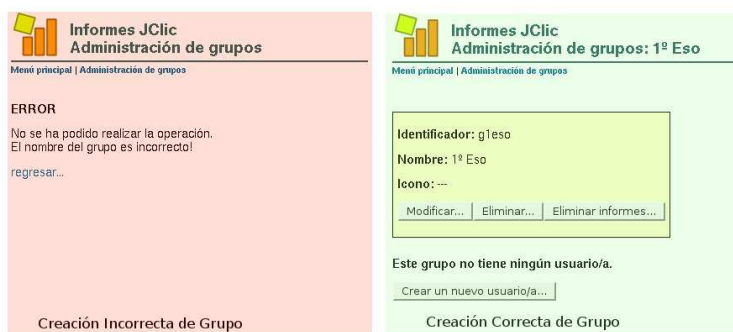 Informes JClic
Administración de grupos
Menú principal | Administración de grupos
ERROR
No se ha podido realizar la operación.
El nombre del grupo es incorrecto!
regresar...
Creación Incorrecta de Grupo
Informes JClic
Administración de grupos: 1º Eso
Menú principal | Administración de grupos
Identificador: g1eso
Nombre: 1º Eso
Icono: ---
Modificar... Eliminar... Eliminar informes...
Este grupo no tiene ningún usuario/a.
Crear un nuevo usuario/a...
Creación Correcta de Grupo